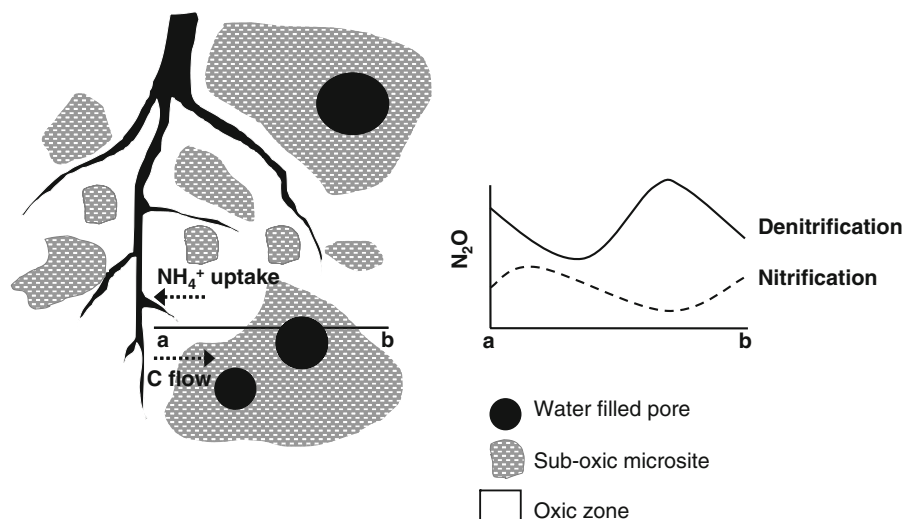 NH₄⁺ uptake
a
b
C flow
N₂O
Denitrification
Nitrification
a
b
Water filled pore
Sub-oxic microsite
Oxic zone